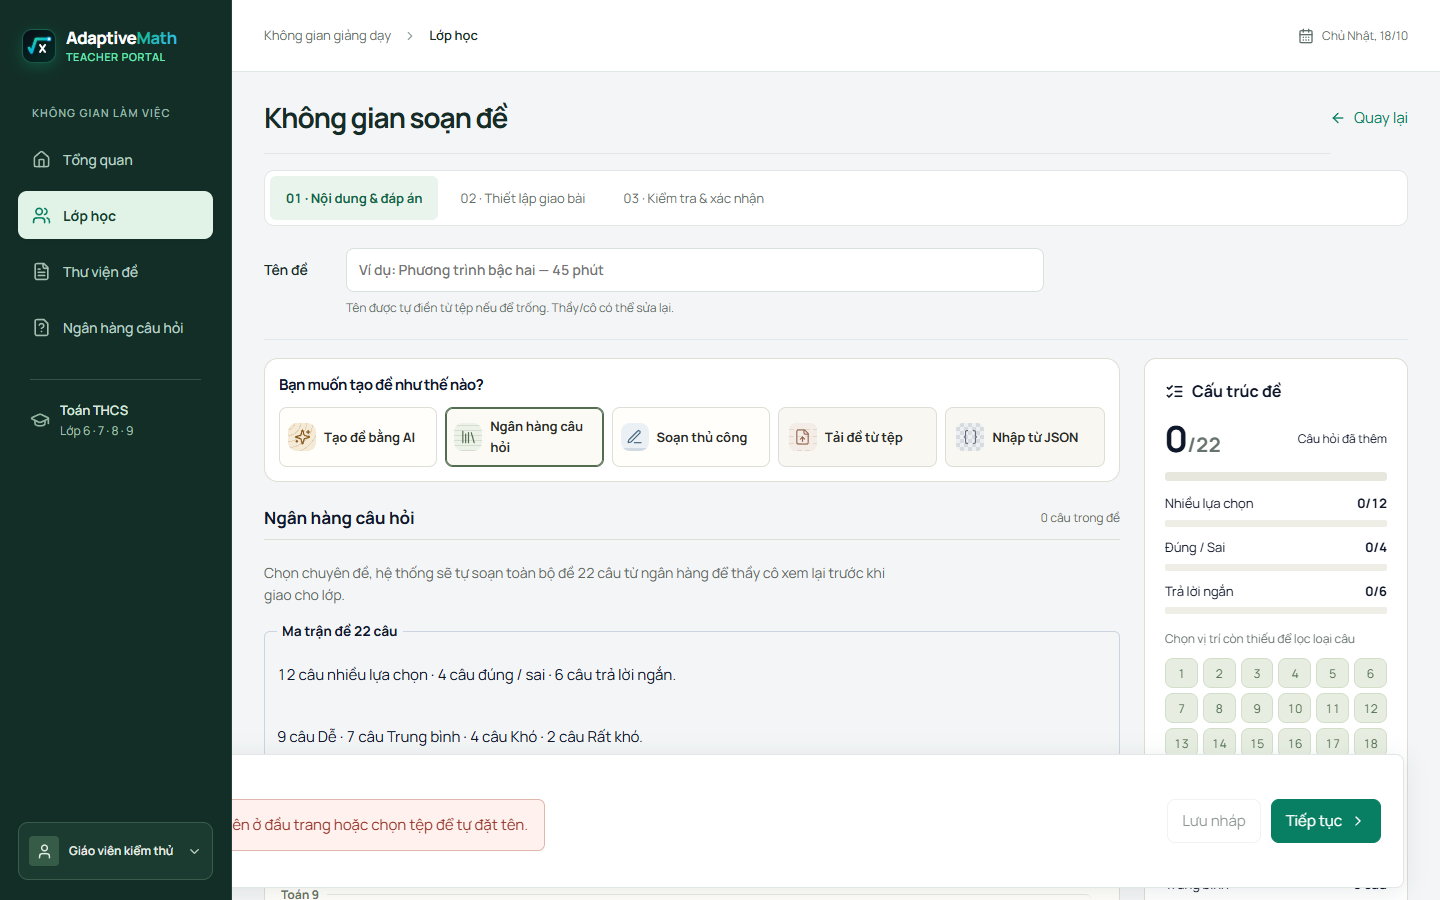 AdaptiveMath
TEACHER PORTAL
KHÔNG GIAN LÀM VIỆC
Tổng quan
Lớp học
Thư viện đề
Ngân hàng câu hỏi
Toán THCS
Lớp 6 · 7 · 8 · 9
Giáo viên kiểm thử
Không gian giảng dạy
Lớp học
Chủ Nhật, 18/10
Không gian soạn đề
Quay lại
01 · Nội dung & đáp án
02 · Thiết lập giao bài
03 · Kiểm tra & xác nhận
Tên đề
Ví dụ: Phương trình bậc hai — 45 phút
Tên được tự điền từ tệp nếu để trống. Thầy/cô có thể sửa lại.
Bạn muốn tạo đề như thế nào?
Tạo đề bằng AI
Ngân hàng câu
hỏi
Soạn thủ công
Tải đề từ tệp
Nhập từ JSON
Ngân hàng câu hỏi
0 câu trong đề
Chọn chuyên đề, hệ thống sẽ tự soạn toàn bộ đề 22 câu từ ngân hàng để thầy cô xem lại trước khi
giao cho lớp.
Ma trận đề 22 câu
12 câu nhiều lựa chọn · 4 câu đúng / sai · 6 câu trả lời ngắn.
9 câu Dễ · 7 câu Trung bình · 4 câu Khó · 2 câu Rất khó.
Cấu trúc đề
0/22
Câu hỏi đã thêm
Nhiều lựa chọn 0/12
Đúng / Sai 0/4
Trả lời ngắn 0/6
Chọn vị trí còn thiếu để lọc loại câu
1 2 3 4 5 6
7 8 9 10 11 12
13 14 15 16 17 18
ên ở đầu trang hoặc chọn tệp để tự đặt tên.
Lưu nháp
Tiếp tục
Toán 9